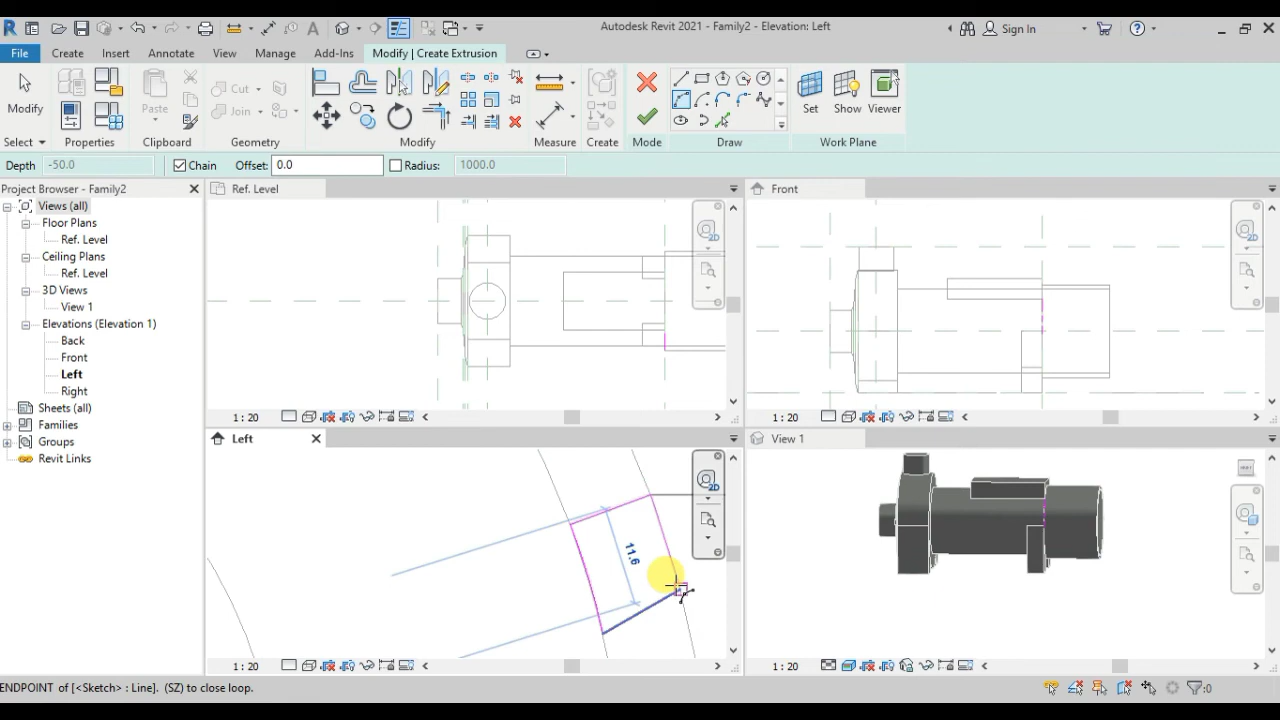 Autodesk Revit 2021 - Family2 - Elevation: Left
Sign In
File
Create
Insert
Annotate
View
Manage
Add-Ins
Modify | Create Extrusion
Modify
Paste
Cut
Join
Create
Set
Show
Viewer
Select
Properties
Clipboard
Geometry
Modify
Measure
Create
Mode
Draw
Work Plane
Depth
-50.0
Chain
Offset:
0.0
Radius:
1000.0
Project Browser - Family2
Views (all)
Floor Plans
Ref. Level
Ceiling Plans
Ref. Level
3D Views
View 1
Elevations (Elevation 1)
Back
Front
Left
Right
Sheets (all)
Families
Groups
Revit Links
Ref. Level
2D
1 : 20
Front
2D
1 : 20
Left
11.6
2D
1 : 20
View 1
1 : 20
ENDPOINT of [<Sketch> : Line]. (SZ) to close loop.
:0